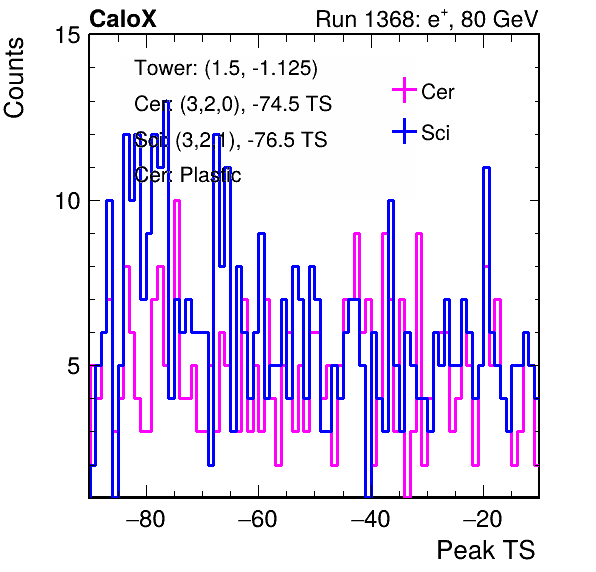 CaloX Run 1368: e⁺, 80 GeV
15
Counts
Tower: (1.5, -1.125)
Cer: (3,2,0), -74.5 TS
Sci: (3,2,1), -76.5 TS
Cer: Plastic
Cer
Sci
10
5
−80 −60 −40 −20
Peak TS